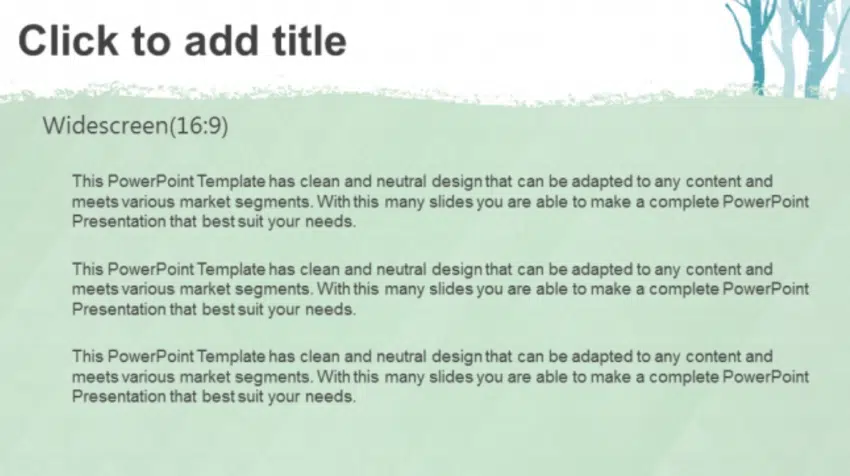 Click to add title
Widescreen(16:9)
This PowerPoint Template has clean and neutral design that can be adapted to any content and
meets various market segments. With this many slides you are able to make a complete PowerPoint
Presentation that best suit your needs.
This PowerPoint Template has clean and neutral design that can be adapted to any content and
meets various market segments. With this many slides you are able to make a complete PowerPoint
Presentation that best suit your needs.
This PowerPoint Template has clean and neutral design that can be adapted to any content and
meets various market segments. With this many slides you are able to make a complete PowerPoint
Presentation that best suit your needs.